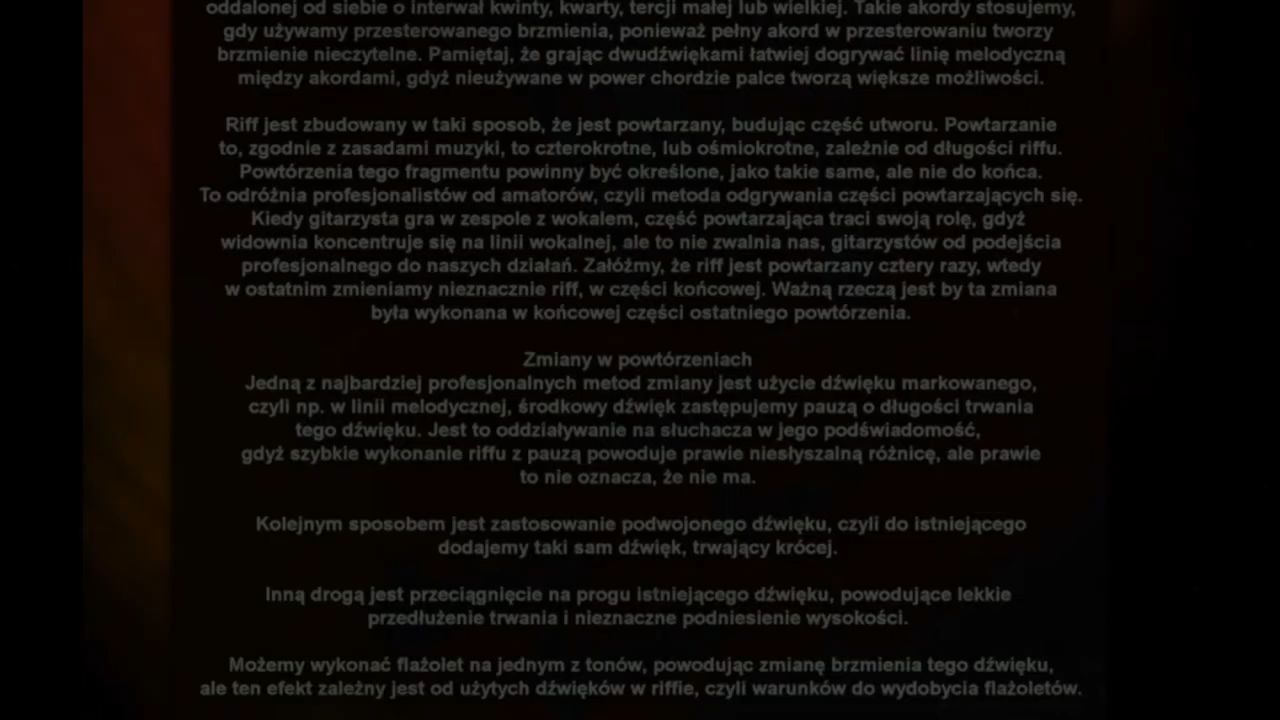 oddalonej od siebie o interwał kwinty, kwarty, tercji małej lub wielkiej. Takie akordy stosujemy,
gdy używamy przesterowanego brzmienia, ponieważ pełny akord w przesterowaniu tworzy
brzmienie nieczytelne. Pamiętaj, że grając dwudźwiękami łatwiej dogrywać linię melodyczną
między akordami, gdyż nieużywane w power chordzie palce tworzą większe możliwości.
Riff jest zbudowany w taki sposob, że jest powtarzany, budując część utworu. Powtarzanie
to, zgodnie z zasadami muzyki, to czterokrotne, lub ośmiokrotne, zależnie od długości riffu.
Powtórzenia tego fragmentu powinny być określone, jako takie same, ale nie do końca.
To odróżnia profesjonalistów od amatorów, czyli metoda odgrywania części powtarzających się.
Kiedy gitarzysta gra w zespole z wokalem, część powtarzająca traci swoją rolę, gdyż
widownia koncentruje się na linii wokalnej, ale to nie zwalnia nas, gitarzystów od podejścia
profesjonalnego do naszych działań. Załóżmy, że riff jest powtarzany cztery razy, wtedy
w ostatnim zmieniamy nieznacznie riff, w części końcowej. Ważną rzeczą jest by ta zmiana
była wykonana w końcowej części ostatniego powtórzenia.
Zmiany w powtórzeniach
Jedną z najbardziej profesjonalnych metod zmiany jest użycie dźwięku markowanego,
czyli np. w linii melodycznej, środkowy dźwięk zastępujemy pauzą o długości trwania
tego dźwięku. Jest to oddziaływanie na słuchacza w jego podświadomość,
gdyż szybkie wykonanie riffu z pauzą powoduje prawie niesłyszalną różnicę, ale prawie
to nie oznacza, że nie ma.
Kolejnym sposobem jest zastosowanie podwojonego dźwięku, czyli do istniejącego
dodajemy taki sam dźwięk, trwający krócej.
Inną drogą jest przeciągnięcie na progu istniejącego dźwięku, powodujące lekkie
przedłużenie trwania i nieznaczne podniesienie wysokości.
Możemy wykonać flażolet na jednym z tonów, powodując zmianę brzmienia tego dźwięku,
ale ten efekt zależny jest od użytych dźwięków w riffie, czyli warunków do wydobycia flażoletów.